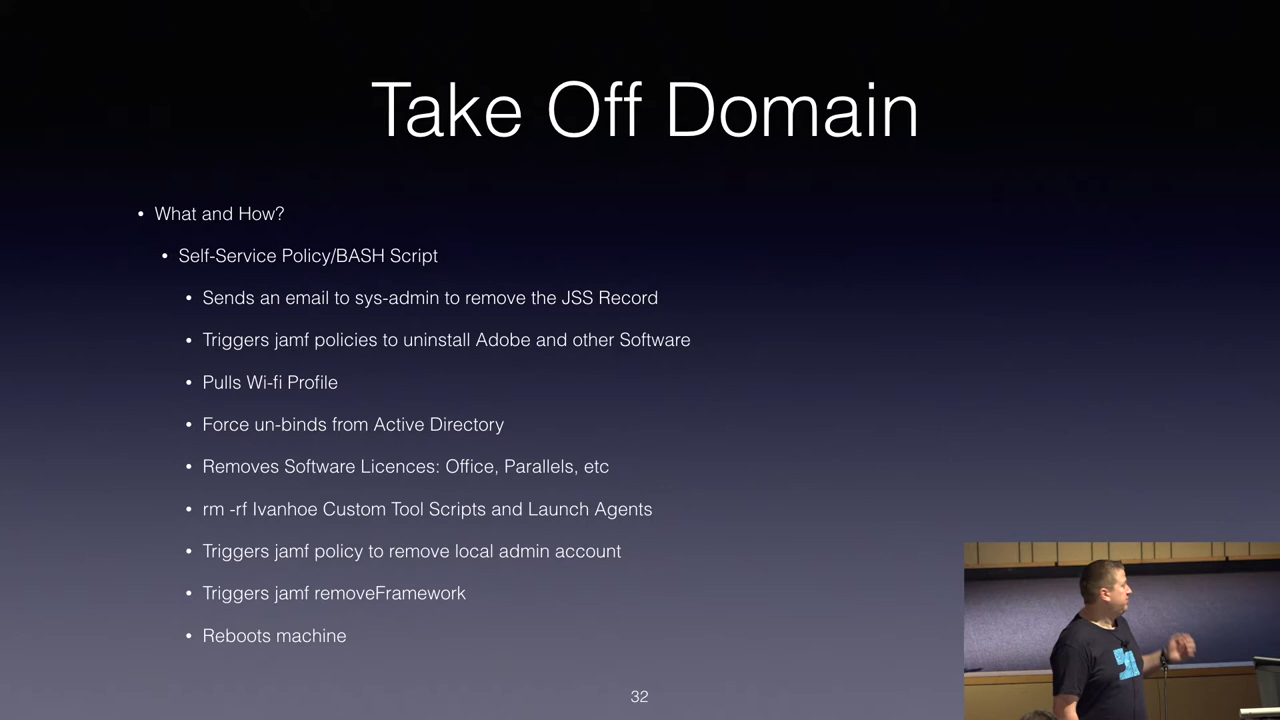 Take Off Domain
• What and How?
• Self-Service Policy/BASH Script
• Sends an email to sys-admin to remove the JSS Record
• Triggers jamf policies to uninstall Adobe and other Software
• Pulls Wi-fi Profile
• Force un-binds from Active Directory
• Removes Software Licences: Office, Parallels, etc
• rm -rf Ivanhoe Custom Tool Scripts and Launch Agents
• Triggers jamf policy to remove local admin account
• Triggers jamf removeFramework
• Reboots machine
32